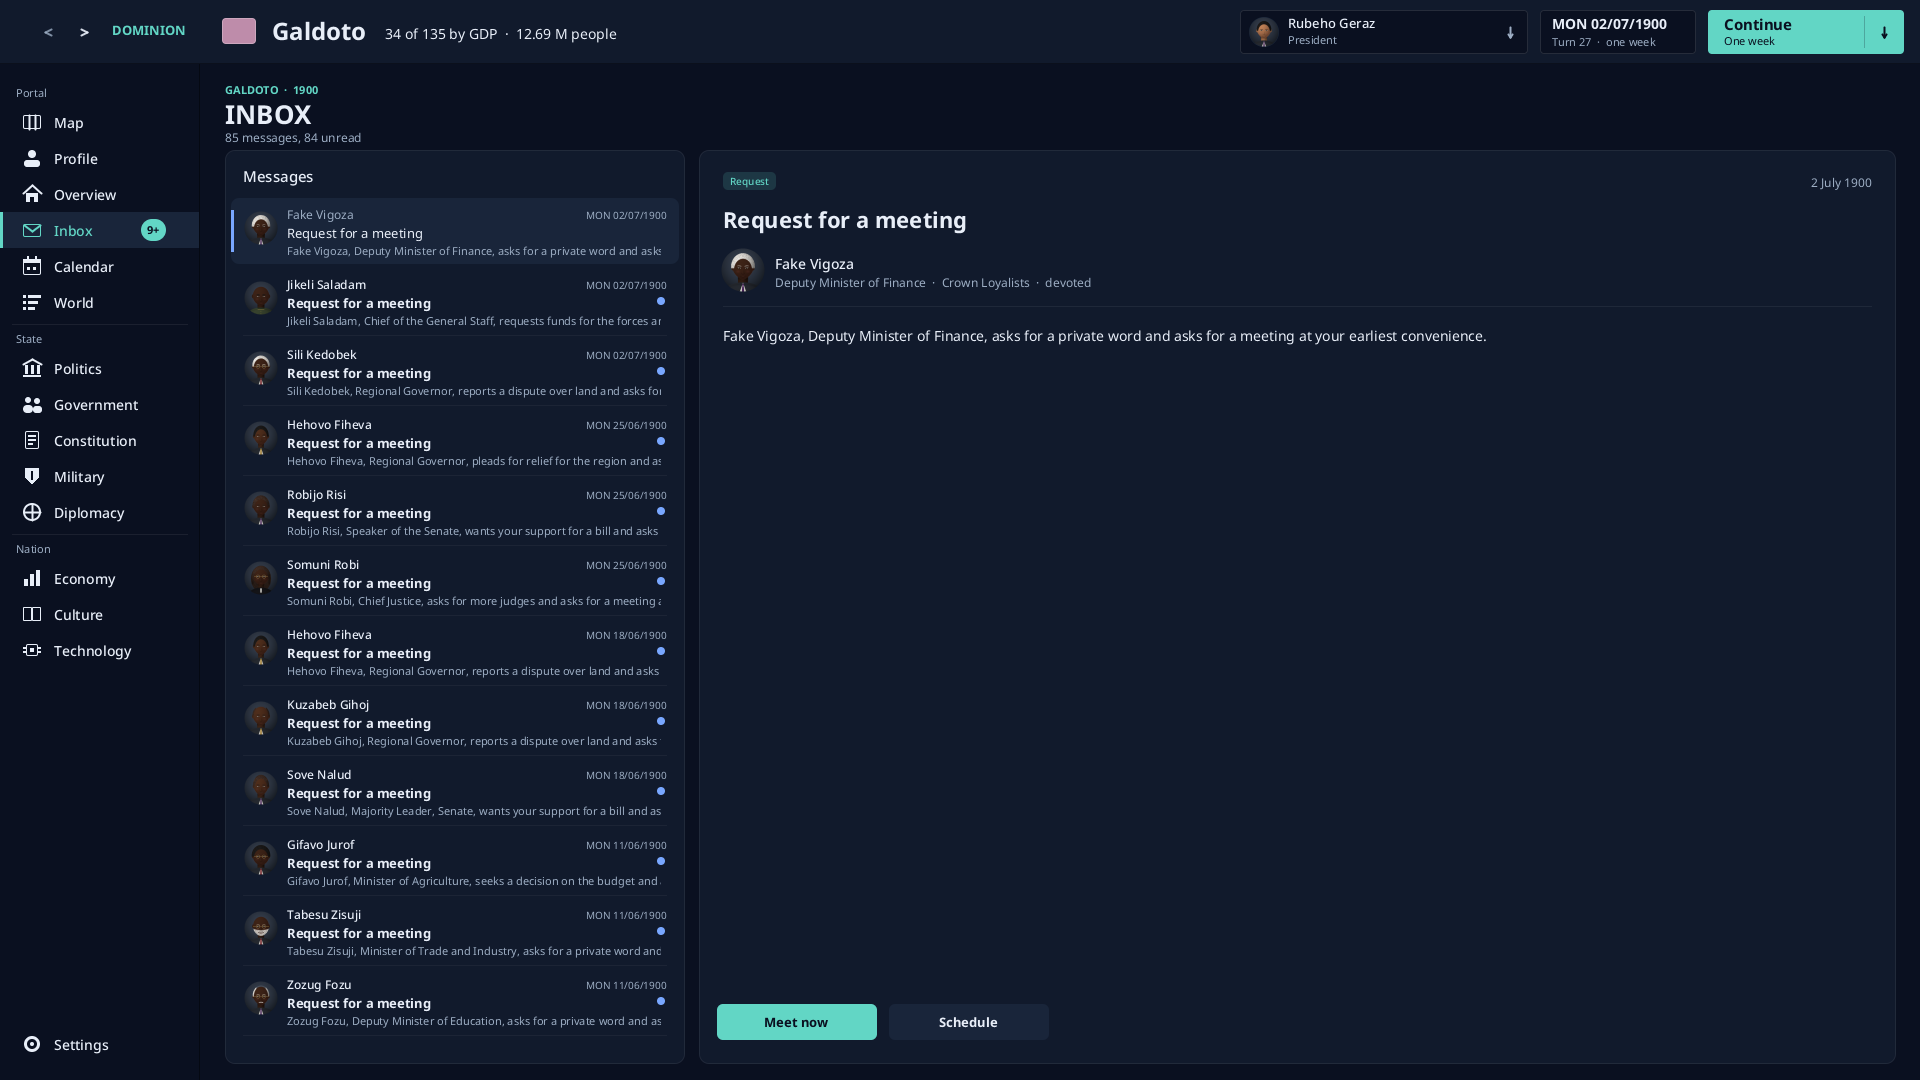 < > DOMINION Galdoto 34 of 135 by GDP · 12.69 M people
Rubeho Geraz
President
MON 02/07/1900
Turn 27 · one week
Continue
One week
Portal
Map
Profile
Overview
Inbox 9+
Calendar
World
State
Politics
Government
Constitution
Military
Diplomacy
Nation
Economy
Culture
Technology
Settings
GALDOTO · 1900
INBOX
85 messages, 84 unread
Messages
Fake Vigoza MON 02/07/1900
Request for a meeting
Fake Vigoza, Deputy Minister of Finance, asks for a private word and asks
Jikeli Saladam MON 02/07/1900
Request for a meeting
Jikeli Saladam, Chief of the General Staff, requests funds for the forces
Sili Kedobek MON 02/07/1900
Request for a meeting
Sili Kedobek, Regional Governor, reports a dispute over land and asks for
Hehovo Fiheva MON 25/06/1900
Request for a meeting
Hehovo Fiheva, Regional Governor, pleads for relief for the region and as
Robijo Risi MON 25/06/1900
Request for a meeting
Robijo Risi, Speaker of the Senate, wants your support for a bill and asks
Somuni Robi MON 25/06/1900
Request for a meeting
Somuni Robi, Chief Justice, asks for more judges and asks for a meeting
Hehovo Fiheva MON 18/06/1900
Request for a meeting
Hehovo Fiheva, Regional Governor, reports a dispute over land and asks
Kuzabeb Gihoj MON 18/06/1900
Request for a meeting
Kuzabeb Gihoj, Regional Governor, reports a dispute over land and asks
Sove Nalud MON 18/06/1900
Request for a meeting
Sove Nalud, Majority Leader, Senate, wants your support for a bill and as
Gifavo Jurof MON 11/06/1900
Request for a meeting
Gifavo Jurof, Minister of Agriculture, seeks a decision on the budget and
Tabesu Zisuji MON 11/06/1900
Request for a meeting
Tabesu Zisuji, Minister of Trade and Industry, asks for a private word and
Zozug Fozu MON 11/06/1900
Request for a meeting
Zozug Fozu, Deputy Minister of Education, asks for a private word and as
Request 2 July 1900
Request for a meeting
Fake Vigoza
Deputy Minister of Finance · Crown Loyalists · devoted
Fake Vigoza, Deputy Minister of Finance, asks for a private word and asks for a meeting at your earliest convenience.
Meet now Schedule